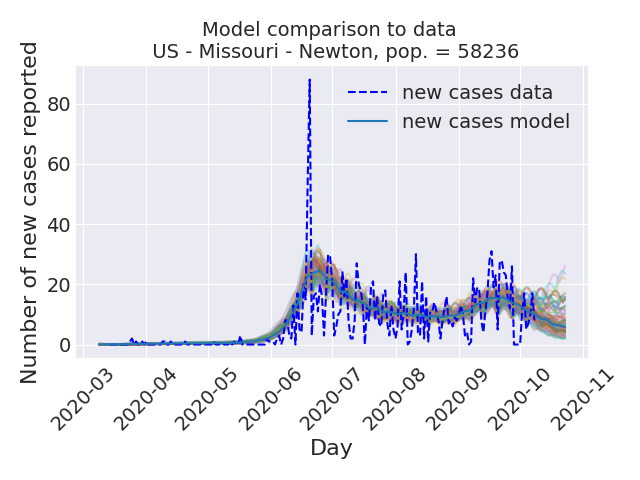 Model comparison to data
US - Missouri - Newton, pop. = 58236
Number of new cases reported
80
60
40
20
0
new cases data
new cases model
2020-03
2020-04
2020-05
2020-06
2020-07
2020-08
2020-09
2020-10
2020-11
Day